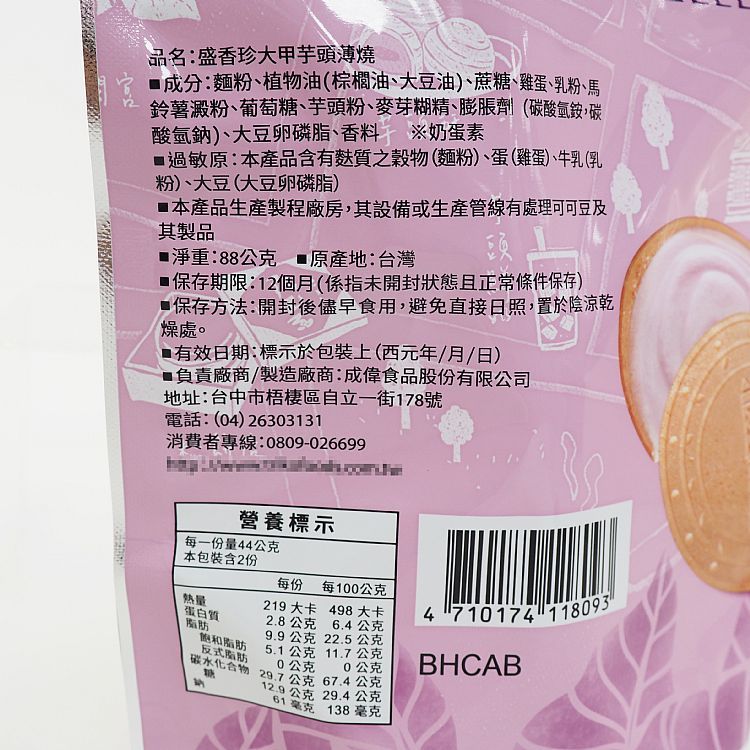 品名：盛香珍大甲芋頭薄燒
■成分：麵粉、植物油(棕櫚油、大豆油)、蔗糖、雞蛋、乳粉、馬
鈴薯澱粉、葡萄糖、芋頭粉、麥芽糊精、膨脹劑（碳酸氫銨，碳
酸氫鈉)、大豆卵磷脂、香料　※奶蛋素
■過敏原：本產品含有麩質之穀物(麵粉)、蛋(雞蛋)、牛乳(乳
粉)、大豆(大豆卵磷脂)
■本產品生產製程廠房，其設備或生產管線有處理可可豆及
其製品
■淨重：88公克 ■原產地：台灣
■保存期限：12個月(係指未開封狀態且正常條件保存)
■保存方法：開封後儘早食用，避免直接日照，置於陰涼乾
燥處。
■有效日期：標示於包裝上(西元年/月/日)
■負責廠商/製造廠商：成偉食品股份有限公司
地址：台中市梧棲區自立一街178號
電話：(04) 26303131
消費者專線：0809-026699
營養標示
每一份量44公克
本包裝含2份
每份 每100公克
熱量 219 大卡 498 大卡
蛋白質 2.8 公克 6.4 公克
脂肪 9.9 公克 22.5 公克
飽和脂肪 5.1 公克 11.7 公克
反式脂肪 0 公克 0 公克
碳水化合物 29.7 公克 67.4 公克
糖 12.9 公克 29.4 公克
鈉 61 毫克 138 毫克
4 710174 118093
BHCAB